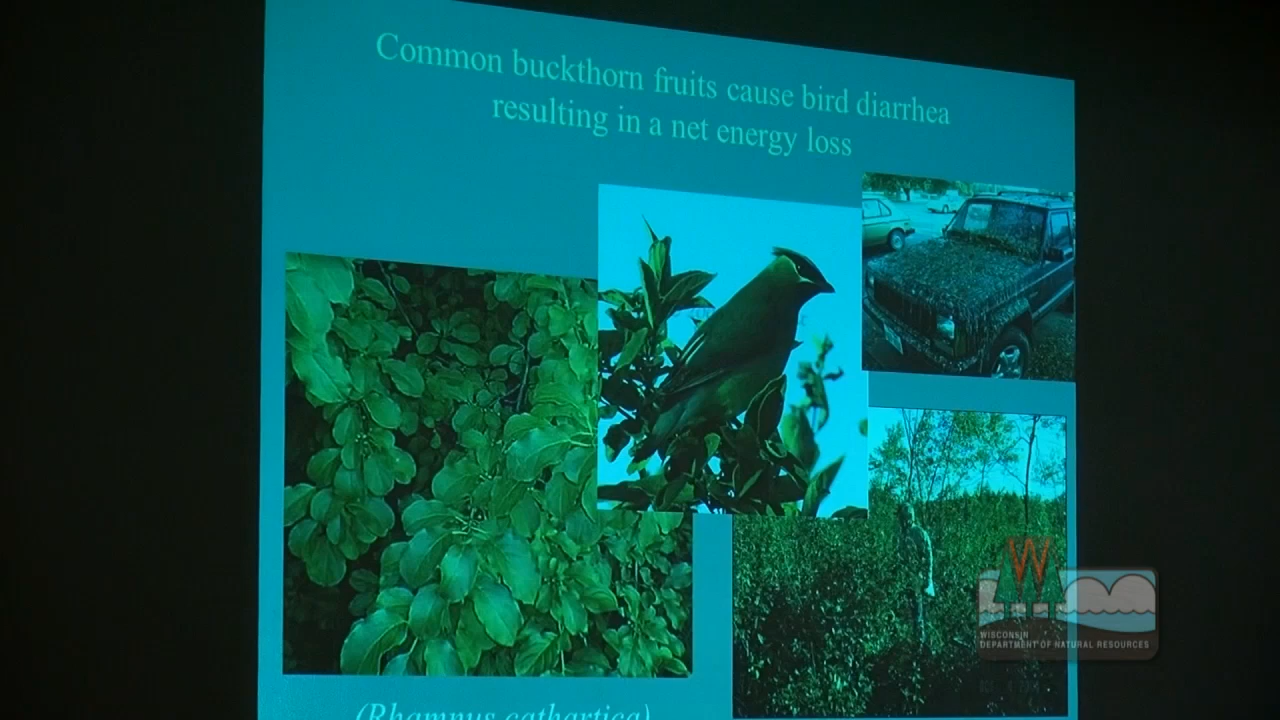 Common buckthorn fruits cause bird diarrhea
resulting in a net energy loss
(Rhamnus cathartica)
W
WISCONSIN
DEPARTMENT OF NATURAL RESOURCES